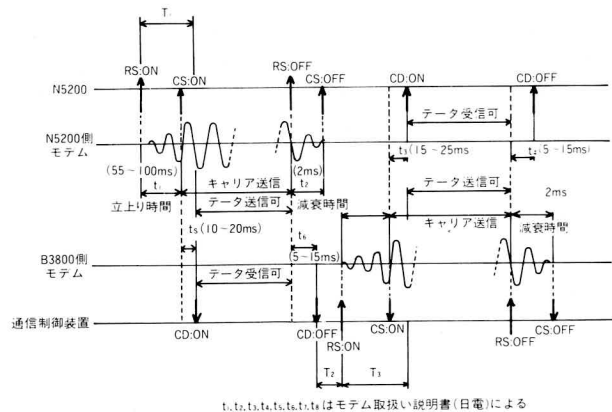 T.
RS:ON
CS:ON
RS:OFF
CS:OFF
CD:ON
CD:OFF
N5200
N5200側
モデム
データ受信可
(55~100ms)
t₁
立上り時間
キャリア送信
データ送信可
(2ms)
t₂
減衰時間
t₃(15~25ms
t₄(5~15ms)
データ送信可
キャリア送信
2ms
減衰時間
t₅(10~20ms)
t₆
(5~15ms)
B3800側
モデム
データ受信可
通信制御装置
CD:ON
CD:OFF
RS:ON
CS:ON
RS:OFF
CS:OFF
T₂
T₃
t₁,t₂,t₃,t₄,t₅,t₆,t₇,t₈はモデム取扱い説明書(日電)による